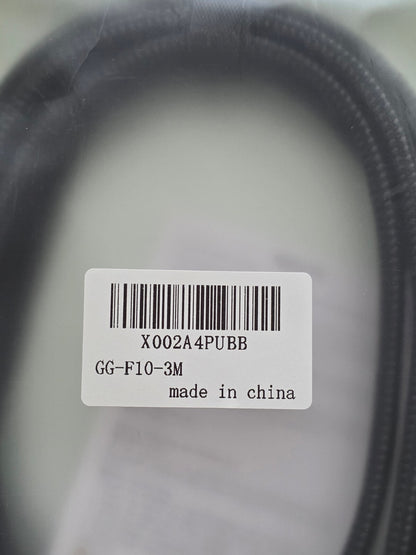 X002A4PUBB
GG-F10-3M
made in china